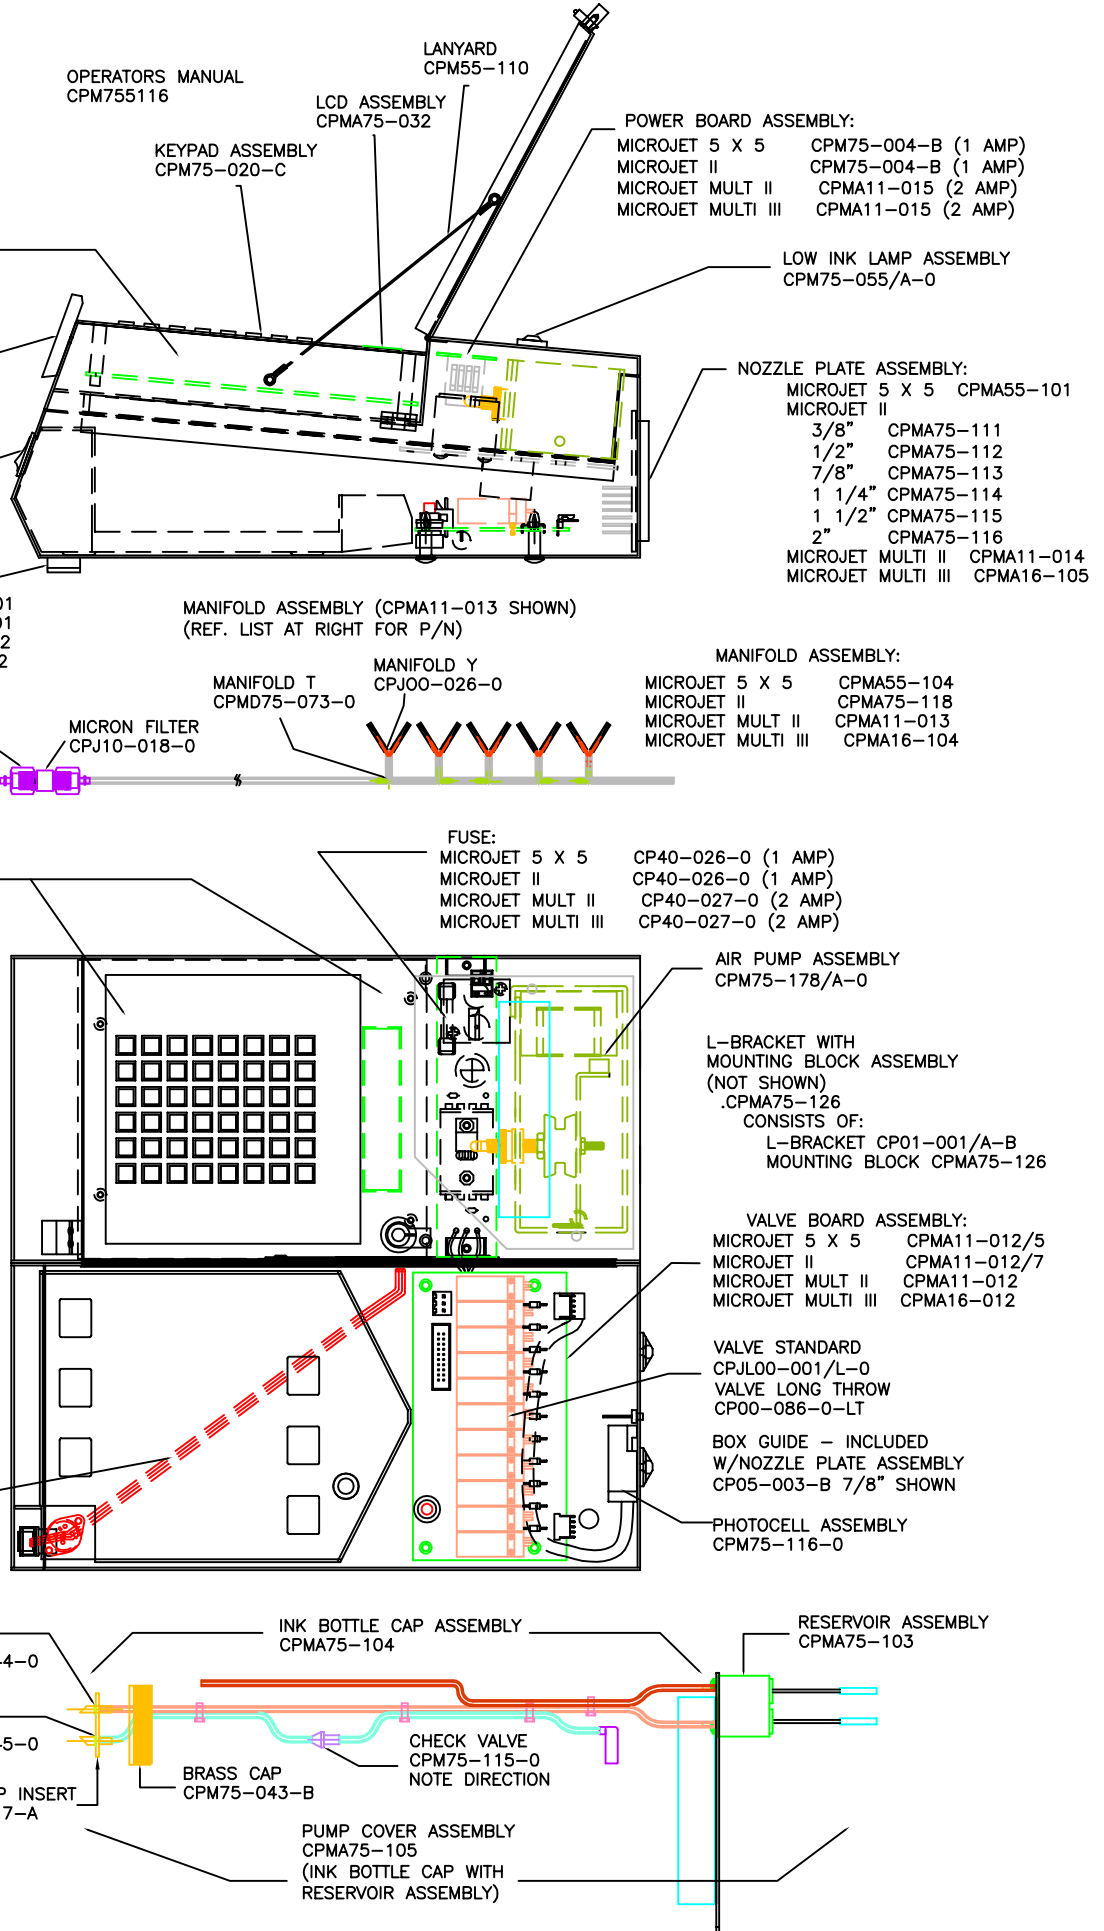 OPERATORS MANUAL
CPM755116
LANYARD
CPM55-110
LCD ASSEMBLY
CPMA75-032
KEYPAD ASSEMBLY
CPM75-020-C
POWER BOARD ASSEMBLY:
MICROJET 5 X 5 CPM75-004-B (1 AMP)
MICROJET II CPM75-004-B (1 AMP)
MICROJET MULT II CPMA11-015 (2 AMP)
MICROJET MULTI III CPMA11-015 (2 AMP)
LOW INK LAMP ASSEMBLY
CPM75-055/A-0
NOZZLE PLATE ASSEMBLY:
MICROJET 5 X 5 CPMA55-101
MICROJET II
3/8" CPMA75-111
1/2" CPMA75-112
7/8" CPMA75-113
1 1/4" CPMA75-114
1 1/2" CPMA75-115
2" CPMA75-116
MICROJET MULTI II CPMA11-014
MICROJET MULTI III CPMA16-105
01
01
2
2
MANIFOLD ASSEMBLY (CPMA11-013 SHOWN)
(REF. LIST AT RIGHT FOR P/N)
MANIFOLD T
CPMD75-073-0
MANIFOLD Y
CPJ00-026-0
MICRON FILTER
CPJ10-018-0
MANIFOLD ASSEMBLY:
MICROJET 5 X 5 CPMA55-104
MICROJET II CPMA75-118
MICROJET MULT II CPMA11-013
MICROJET MULTI III CPMA16-104
FUSE:
MICROJET 5 X 5 CP40-026-0 (1 AMP)
MICROJET II CP40-026-0 (1 AMP)
MICROJET MULT II CP40-027-0 (2 AMP)
MICROJET MULTI III CP40-027-0 (2 AMP)
AIR PUMP ASSEMBLY
CPM75-178/A-0
L-BRACKET WITH
MOUNTING BLOCK ASSEMBLY
(NOT SHOWN)
.CPMA75-126
CONSISTS OF:
L-BRACKET CP01-001/A-B
MOUNTING BLOCK CPMA75-126
VALVE BOARD ASSEMBLY:
MICROJET 5 X 5 CPMA11-012/5
MICROJET II CPMA11-012/7
MICROJET MULT II CPMA11-012
MICROJET MULTI III CPMA16-012
VALVE STANDARD
CPJL00-001/L-0
VALVE LONG THROW
CP00-086-0-LT
BOX GUIDE - INCLUDED
W/NOZZLE PLATE ASSEMBLY
CP05-003-B 7/8" SHOWN
PHOTOCELL ASSEMBLY
CPM75-116-0
INK BOTTLE CAP ASSEMBLY
CPMA75-104
RESERVOIR ASSEMBLY
CPMA75-103
4-0
5-0
P INSERT
7-A
BRASS CAP
CPM75-043-B
CHECK VALVE
CPM75-115-0
NOTE DIRECTION
PUMP COVER ASSEMBLY
CPMA75-105
(INK BOTTLE CAP WITH
RESERVOIR ASSEMBLY)